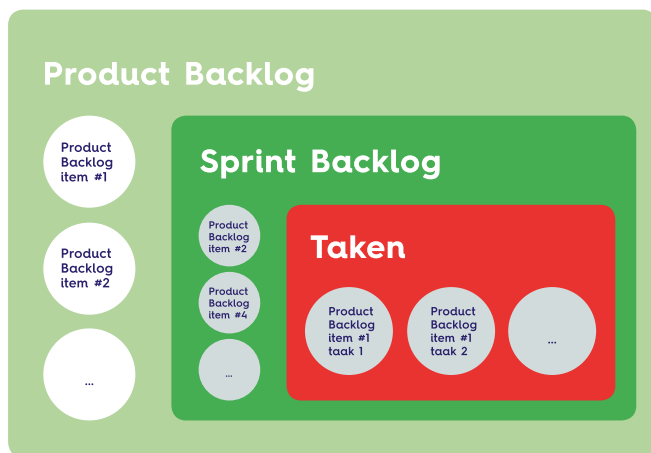 Product Backlog
Product
Backlog
item #1
Product
Backlog
item #2
...
Sprint Backlog
Product
Backlog
item #2
Product
Backlog
item #4
...
Taken
Product
Backlog
item #1
taak 1
Product
Backlog
item #1
taak 2
...